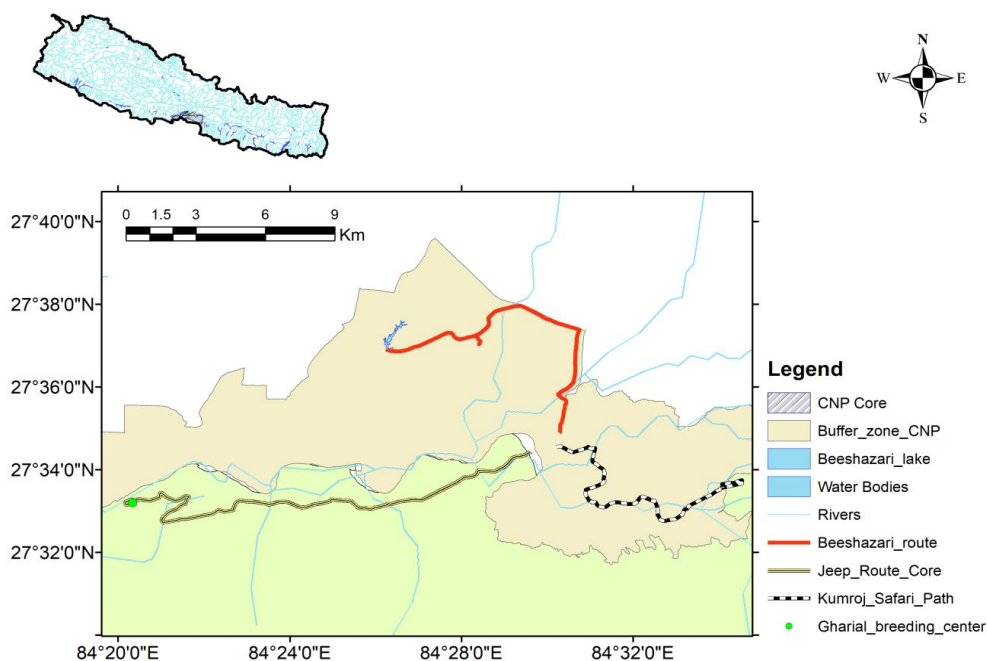 N
W E
S
27°40'0"N
0 1.5 3 6 9
Km
27°38'0"N
27°36'0"N
27°34'0"N
27°32'0"N
84°20'0"E 84°24'0"E 84°28'0"E 84°32'0"E
Legend
CNP Core
Buffer_zone_CNP
Beeshazari_lake
Water Bodies
Rivers
Beeshazari_route
Jeep_Route_Core
Kumroj_Safari_Path
Gharial_breeding_center